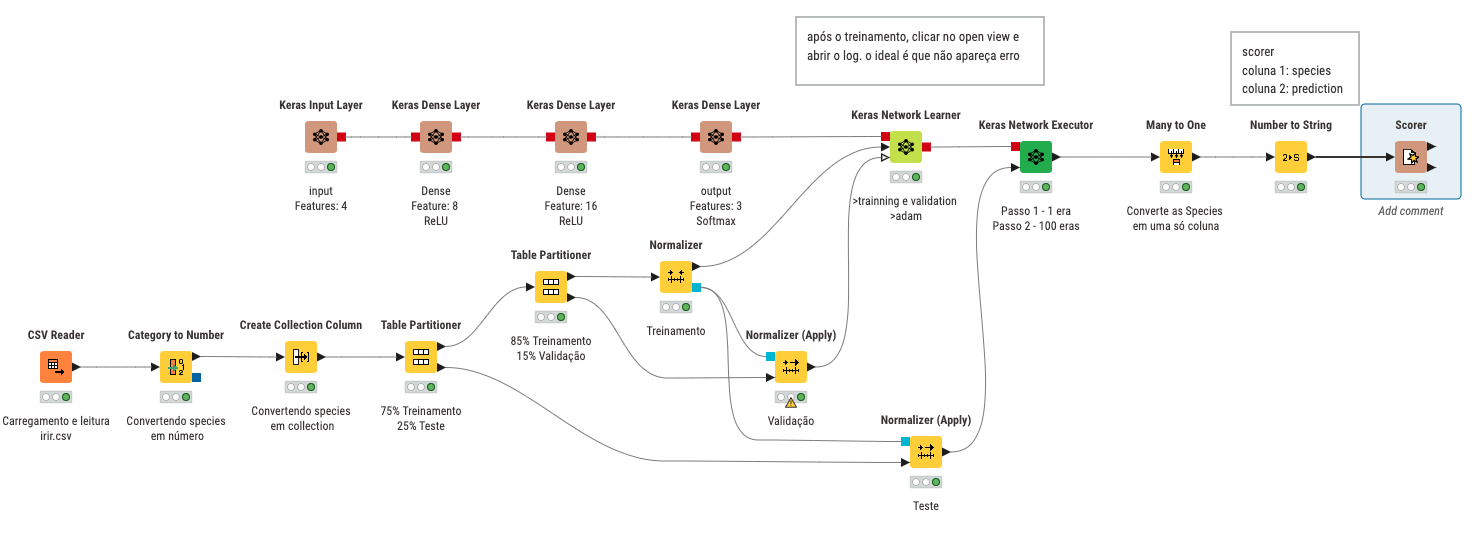 após o treinamento, clicar no open view e
abrir o log. o ideal é que não apareça erro
scorer
coluna 1: species
coluna 2: prediction
Keras Input Layer
input
Features: 4
Keras Dense Layer
Dense
Feature: 8
ReLU
Keras Dense Layer
Dense
Feature: 16
ReLU
Keras Dense Layer
output
Features: 3
Softmax
Keras Network Learner
>trainning e validation
>adam
Keras Network Executor
Passo 1 - 1 era
Passo 2 - 100 eras
Many to One
Converte as Species
em uma só coluna
Number to String
2 S
Scorer
Add comment
Table Partitioner
85% Treinamento
15% Validação
Normalizer
Treinamento
Normalizer (Apply)
Validação
CSV Reader
Carregamento e leitura
irir.csv
Category to Number
0
1
2
Convertendo species
em número
Create Collection Column
Convertendo species
em collection
Table Partitioner
75% Treinamento
25% Teste
Normalizer (Apply)
Teste